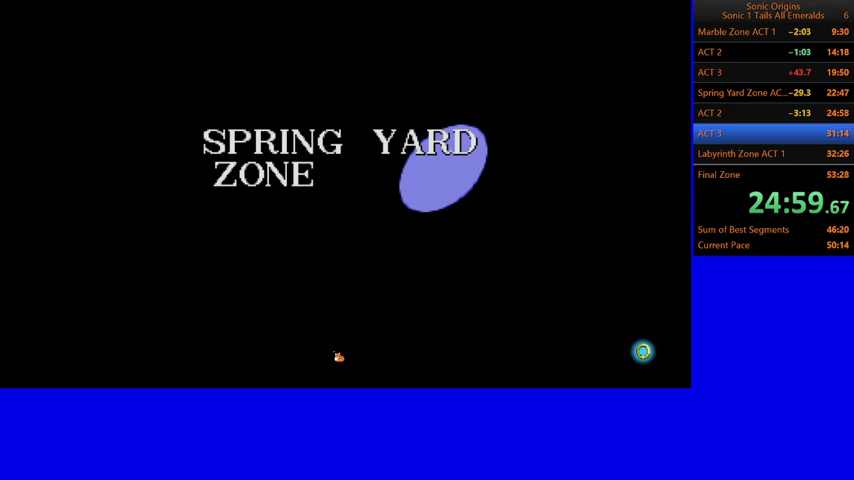 SPRING YARD
ZONE
Sonic Origins
Sonic 1 Tails All Emeralds 6
Marble Zone ACT 1 −2:03 9:30
ACT 2 −1:03 14:18
ACT 3 +43.7 19:50
Spring Yard Zone AC... −29.3 22:47
ACT 2 −3:13 24:58
ACT 3 31:14
Labyrinth Zone ACT 1 32:26
Final Zone 53:28
24:59.67
Sum of Best Segments 46:20
Current Pace 50:14